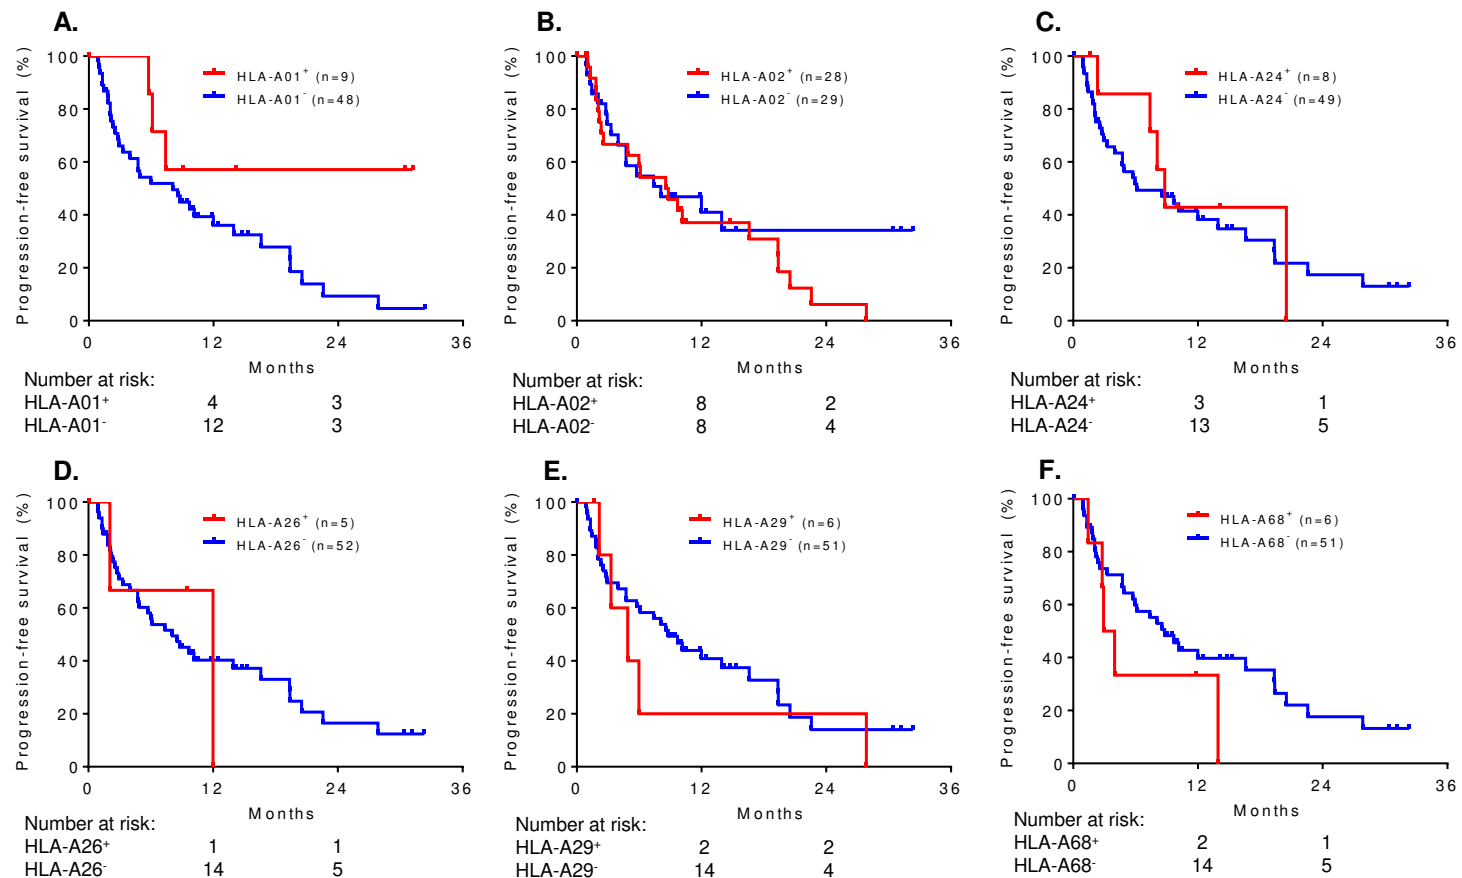 A.
Progression-free survival (%)
100
80
60
40
20
0
HLA-A01⁺ (n=9)
HLA-A01⁻ (n=48)
0 12 24 36
Months
Number at risk:
HLA-A01⁺ 4 3
HLA-A01⁻ 12 3
B.
Progression-free survival (%)
100
80
60
40
20
0
HLA-A02⁺ (n=28)
HLA-A02⁻ (n=29)
0 12 24 36
Months
Number at risk:
HLA-A02⁺ 8 2
HLA-A02⁻ 8 4
C.
Progression-free survival (%)
100
80
60
40
20
0
HLA-A24⁺ (n=8)
HLA-A24⁻ (n=49)
0 12 24 36
Months
Number at risk:
HLA-A24⁺ 3 1
HLA-A24⁻ 13 5
D.
Progression-free survival (%)
100
80
60
40
20
0
HLA-A26⁺ (n=5)
HLA-A26⁻ (n=52)
0 12 24 36
Months
Number at risk:
HLA-A26⁺ 1 1
HLA-A26⁻ 14 5
E.
Progression-free survival (%)
100
80
60
40
20
0
HLA-A29⁺ (n=6)
HLA-A29⁻ (n=51)
0 12 24 36
Months
Number at risk:
HLA-A29⁺ 2 2
HLA-A29⁻ 14 4
F.
Progression-free survival (%)
100
80
60
40
20
0
HLA-A68⁺ (n=6)
HLA-A68⁻ (n=51)
0 12 24 36
Months
Number at risk:
HLA-A68⁺ 2 1
HLA-A68⁻ 14 5